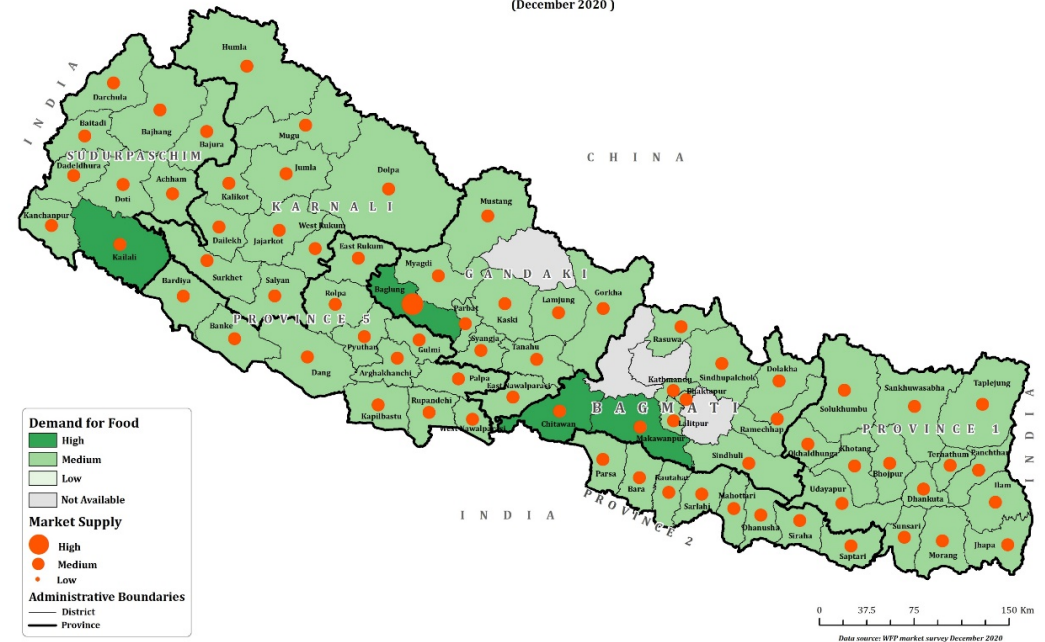 (December 2020 )
Humla
INDIA
Darchula
Baitadi
Bajhang
Bajura
Mugu
SUDURPASCHIM
CHINA
Dadeldhura
Jumla
Dolpa
Achham
Doti
Kalikot
Mustang
KARNALI
Kanchanpur
West Rukum
Dailekh
Jajarkot
East Rukum
Kailali
Myagdi
GANDAKI
Surkhet
Bardiya
Salyan
Rolpa
Baglung
Lamjung
Gorkha
Parbat
Kaski
PROVINCE 5
Banke
Pyuthan
Syangja
Rasuwa
Gulmi
Tanahu
Dang
Arghakhanchi
Sindhupalchok
Dolakha
Palpa
Kathmandu
East Nawalparasi
Bhaktapur
Sankhuwasabha
Taplejung
Kapilbastu
Rupandehi
BAGMATI
Solukhumbu
INDIA
Chitawan
Lalitpur
Ramechhap
West Nawalparasi
Makawanpur
PROVINCE 1
Okhaldhunga
Khotang
Terhathum
Panchthar
Sindhuli
Parsa
Bhojpur
Bara
Rautahat
Udayapur
Ilam
Mahottari
Dhankuta
Sarlahi
PROVINCE 2
INDIA
Dhanusha
Siraha
Sunsari
Saptari
Morang
Jhapa
Demand for Food
High
Medium
Low
Not Available
Market Supply
High
Medium
Low
Administrative Boundaries
District
Province
0 37.5 75 150 Km
Data source: WFP market survey December 2020